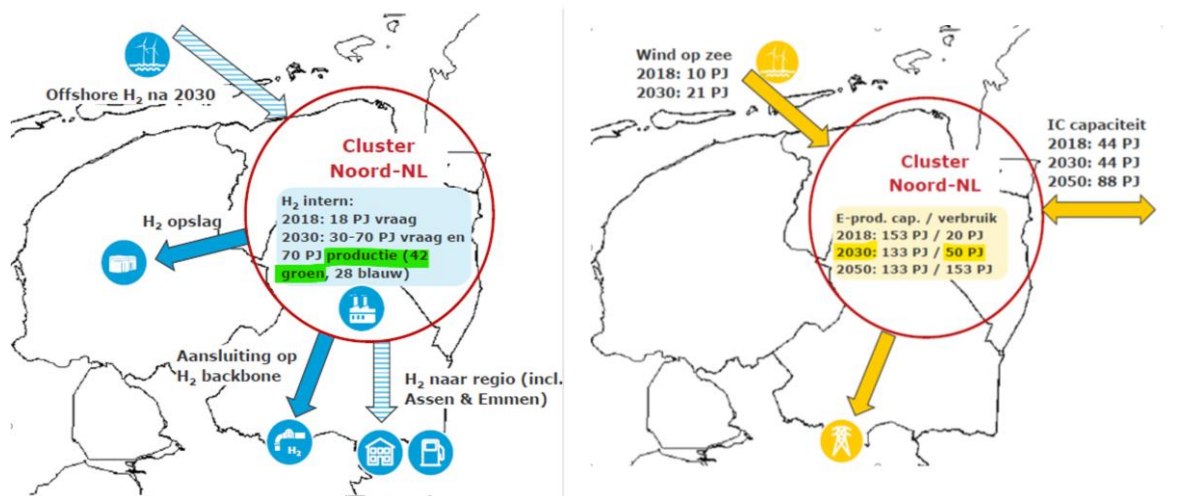 Offshore H₂ na 2030
Cluster
Noord-NL
H₂ intern:
2018: 18 PJ vraag
2030: 30-70 PJ vraag en
70 PJ productie (42
groen, 28 blauw)
H₂ opslag
Aansluiting op
H₂ backbone
H₂ naar regio (incl.
Assen & Emmen)
H₂
Wind op zee
2018: 10 PJ
2030: 21 PJ
IC capaciteit
2018: 44 PJ
2030: 44 PJ
2050: 88 PJ
Cluster
Noord-NL
E-prod. cap. / verbruik
2018: 153 PJ / 20 PJ
2030: 133 PJ / 50 PJ
2050: 133 PJ / 153 PJ